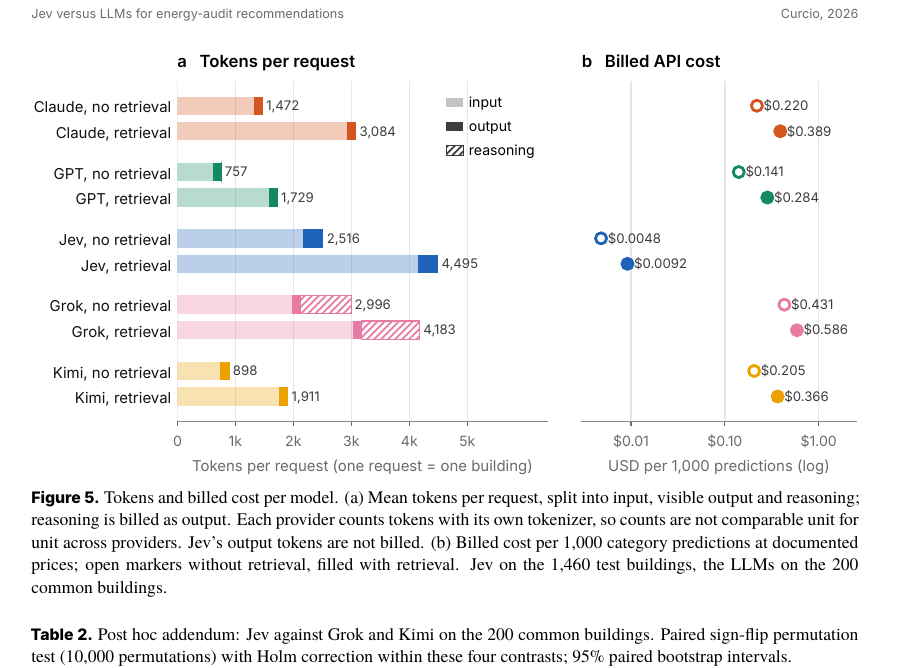 Jev versus LLMs for energy-audit recommendations
Curcio, 2026
a Tokens per request
b Billed API cost
input
output
reasoning
Claude, no retrieval 1,472
Claude, retrieval 3,084
GPT, no retrieval 757
GPT, retrieval 1,729
Jev, no retrieval 2,516
Jev, retrieval 4,495
Grok, no retrieval 2,996
Grok, retrieval 4,183
Kimi, no retrieval 898
Kimi, retrieval 1,911
0 1k 2k 3k 4k 5k
Tokens per request (one request = one building)
$0.220
$0.389
$0.141
$0.284
$0.0048
$0.0092
$0.431
$0.586
$0.205
$0.366
$0.01 $0.10 $1.00
USD per 1,000 predictions (log)
Figure 5. Tokens and billed cost per model. (a) Mean tokens per request, split into input, visible output and reasoning;
reasoning is billed as output. Each provider counts tokens with its own tokenizer, so counts are not comparable unit for
unit across providers. Jev's output tokens are not billed. (b) Billed cost per 1,000 category predictions at documented
prices; open markers without retrieval, filled with retrieval. Jev on the 1,460 test buildings, the LLMs on the 200
common buildings.
Table 2. Post hoc addendum: Jev against Grok and Kimi on the 200 common buildings. Paired sign-flip permutation
test (10,000 permutations) with Holm correction within these four contrasts; 95% paired bootstrap intervals.